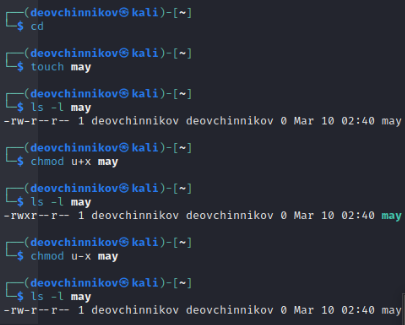 ┌──(deovchinnikov㉿kali)-[~]
└─$ cd
┌──(deovchinnikov㉿kali)-[~]
└─$ touch may
┌──(deovchinnikov㉿kali)-[~]
└─$ ls -l may
-rw-r--r-- 1 deovchinnikov deovchinnikov 0 Mar 10 02:40 may
┌──(deovchinnikov㉿kali)-[~]
└─$ chmod u+x may
┌──(deovchinnikov㉿kali)-[~]
└─$ ls -l may
-rwxr--r-- 1 deovchinnikov deovchinnikov 0 Mar 10 02:40 may
┌──(deovchinnikov㉿kali)-[~]
└─$ chmod u-x may
┌──(deovchinnikov㉿kali)-[~]
└─$ ls -l may
-rw-r--r-- 1 deovchinnikov deovchinnikov 0 Mar 10 02:40 may